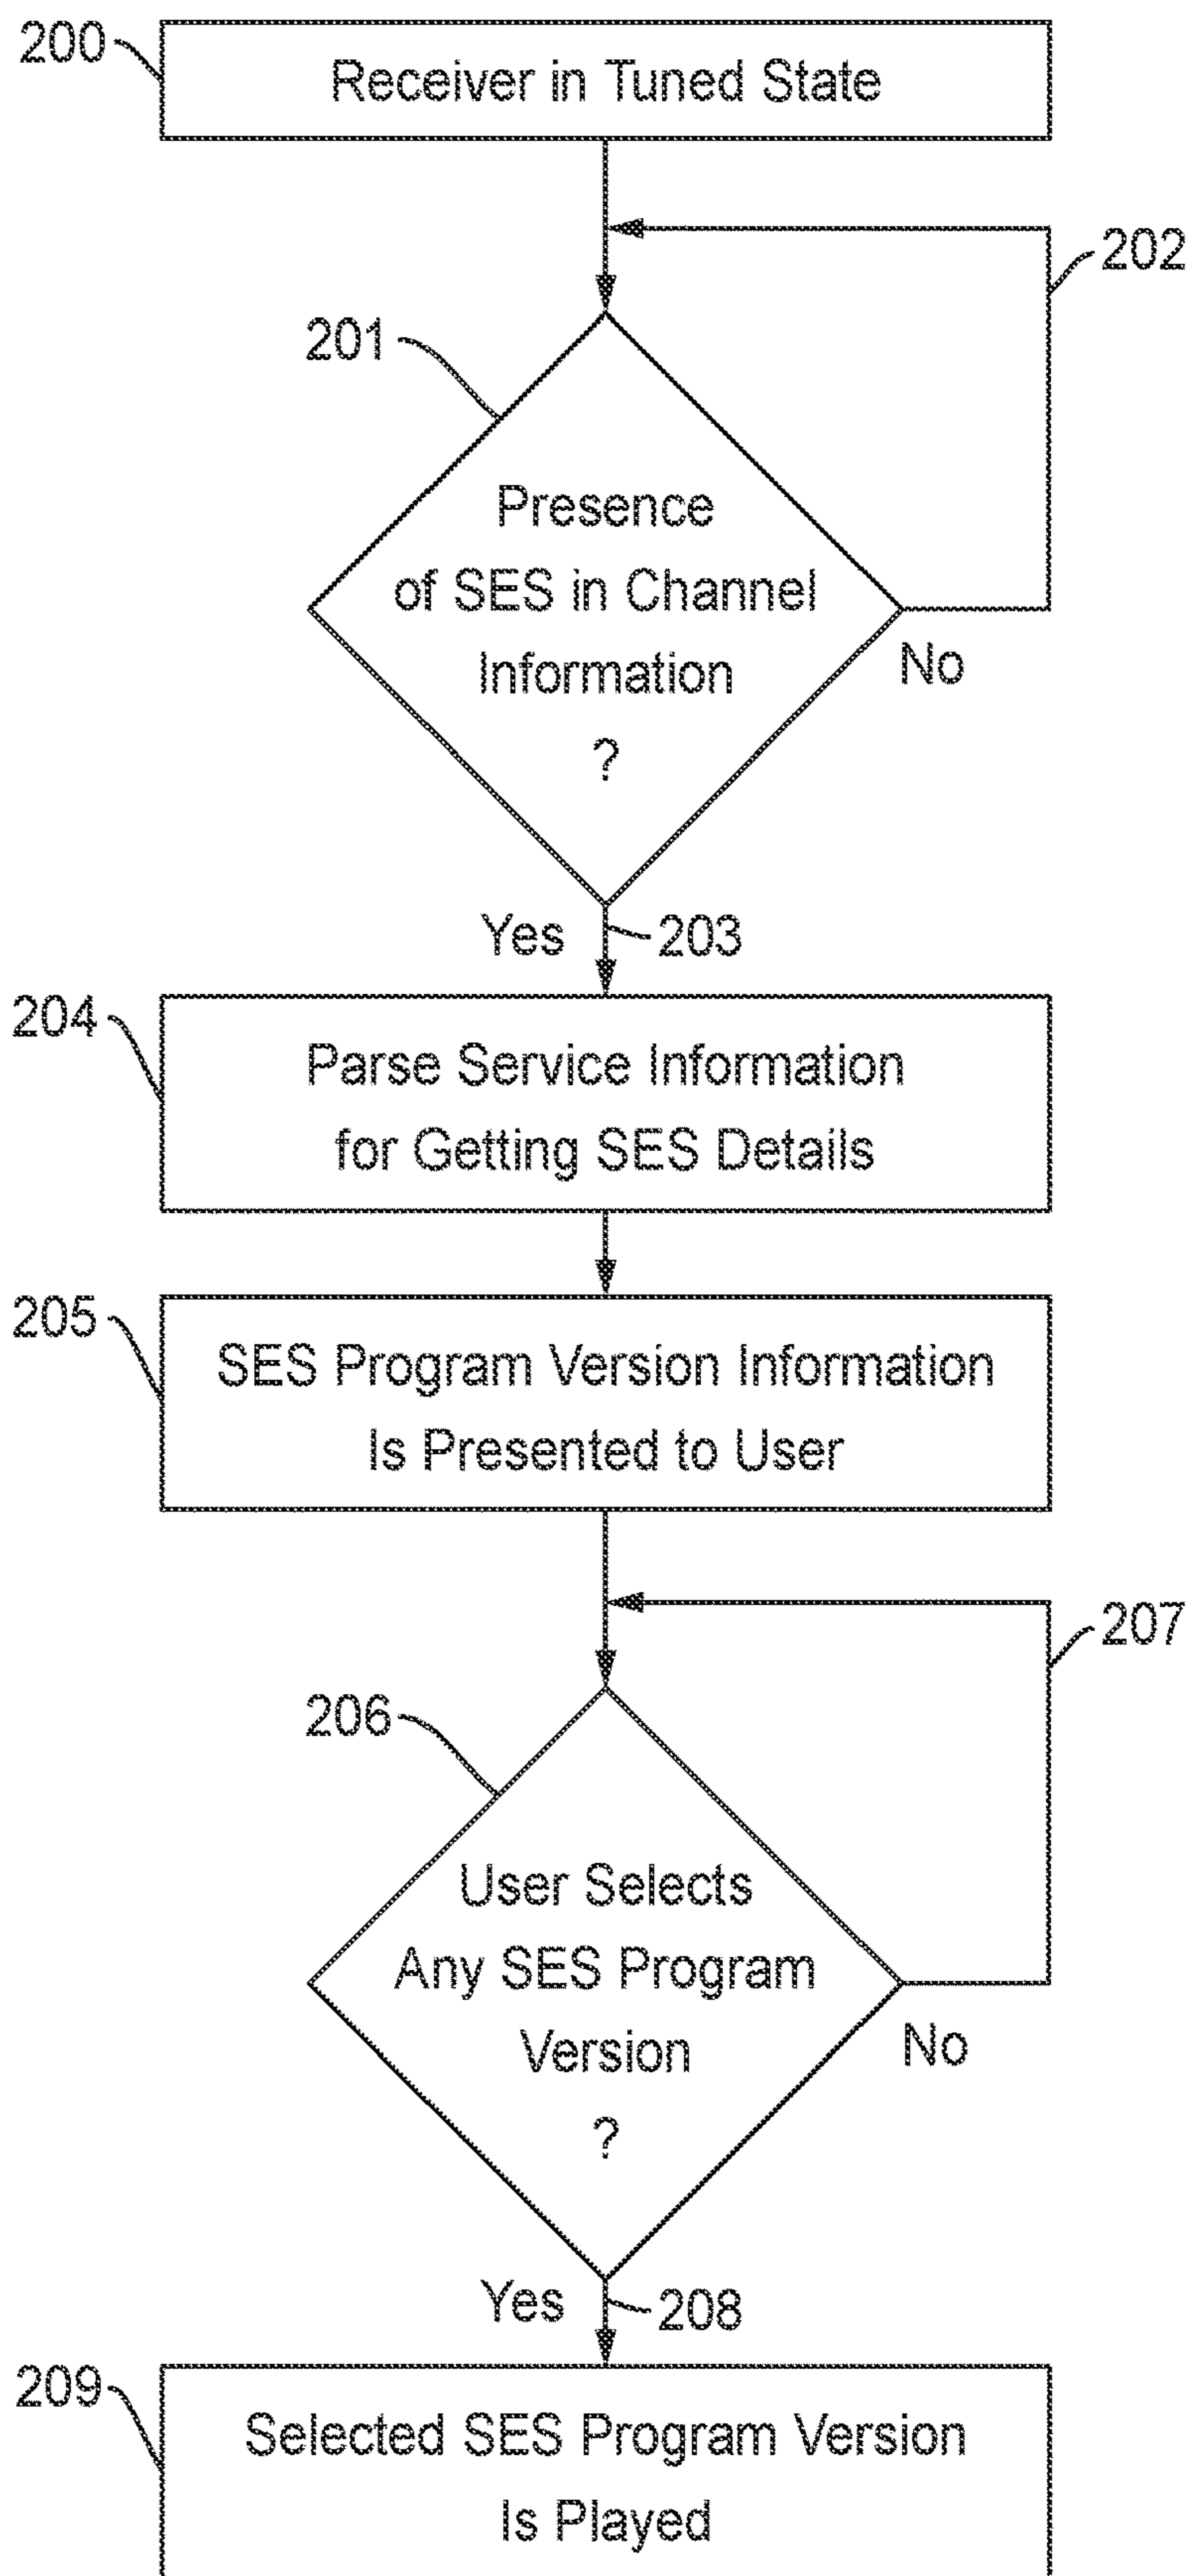 200
Receiver in Tuned State
202
201
Presence
of SES in Channel
Information
?
No
Yes
203
204
Parse Service Information
for Getting SES Details
205
SES Program Version Information
Is Presented to User
207
206
User Selects
Any SES Program
Version
?
No
Yes
208
209
Selected SES Program Version
Is Played